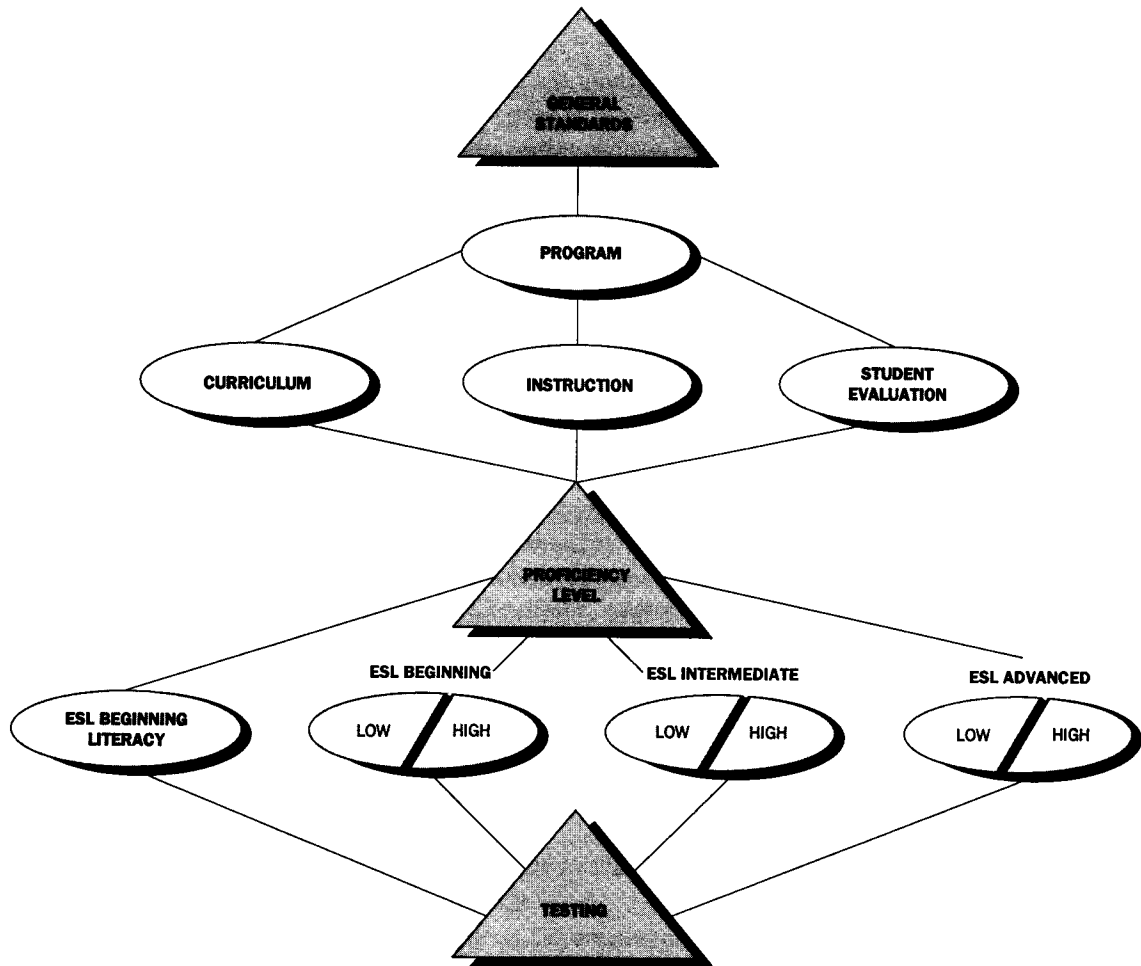 GENERAL
STANDARDS
PROGRAM
CURRICULUM
INSTRUCTION
STUDENT
EVALUATION
PROFICIENCY
LEVEL
ESL BEGINNING
ESL INTERMEDIATE
ESL ADVANCED
ESL BEGINNING
LITERACY
LOW
HIGH
LOW
HIGH
LOW
HIGH
TESTING